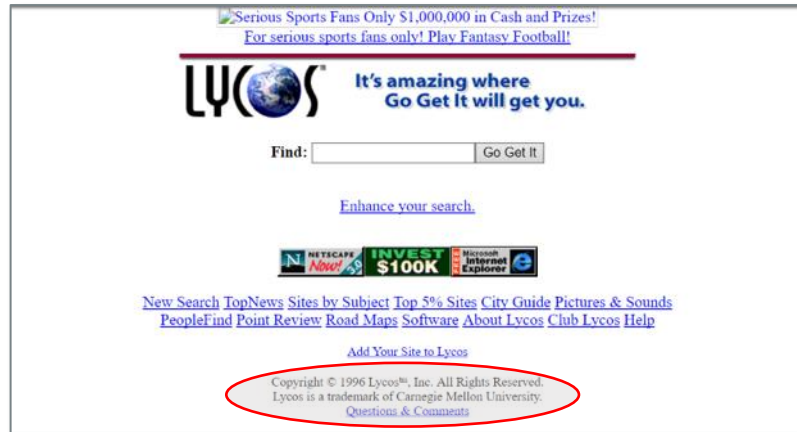 Serious Sports Fans Only $1,000,000 in Cash and Prizes!
For serious sports fans only! Play Fantasy Football!
LYCOS
It's amazing where
Go Get It will get you.
Find: Go Get It
Enhance your search.
N NETSCAPE Now! 3.0
INVEST $100K
FREE Microsoft Internet Explorer
New Search TopNews Sites by Subject Top 5% Sites City Guide Pictures & Sounds
PeopleFind Point Review Road Maps Software About Lycos Club Lycos Help
Add Your Site to Lycos
Copyright © 1996 Lycos™, Inc. All Rights Reserved.
Lycos is a trademark of Carnegie Mellon University.
Questions & Comments